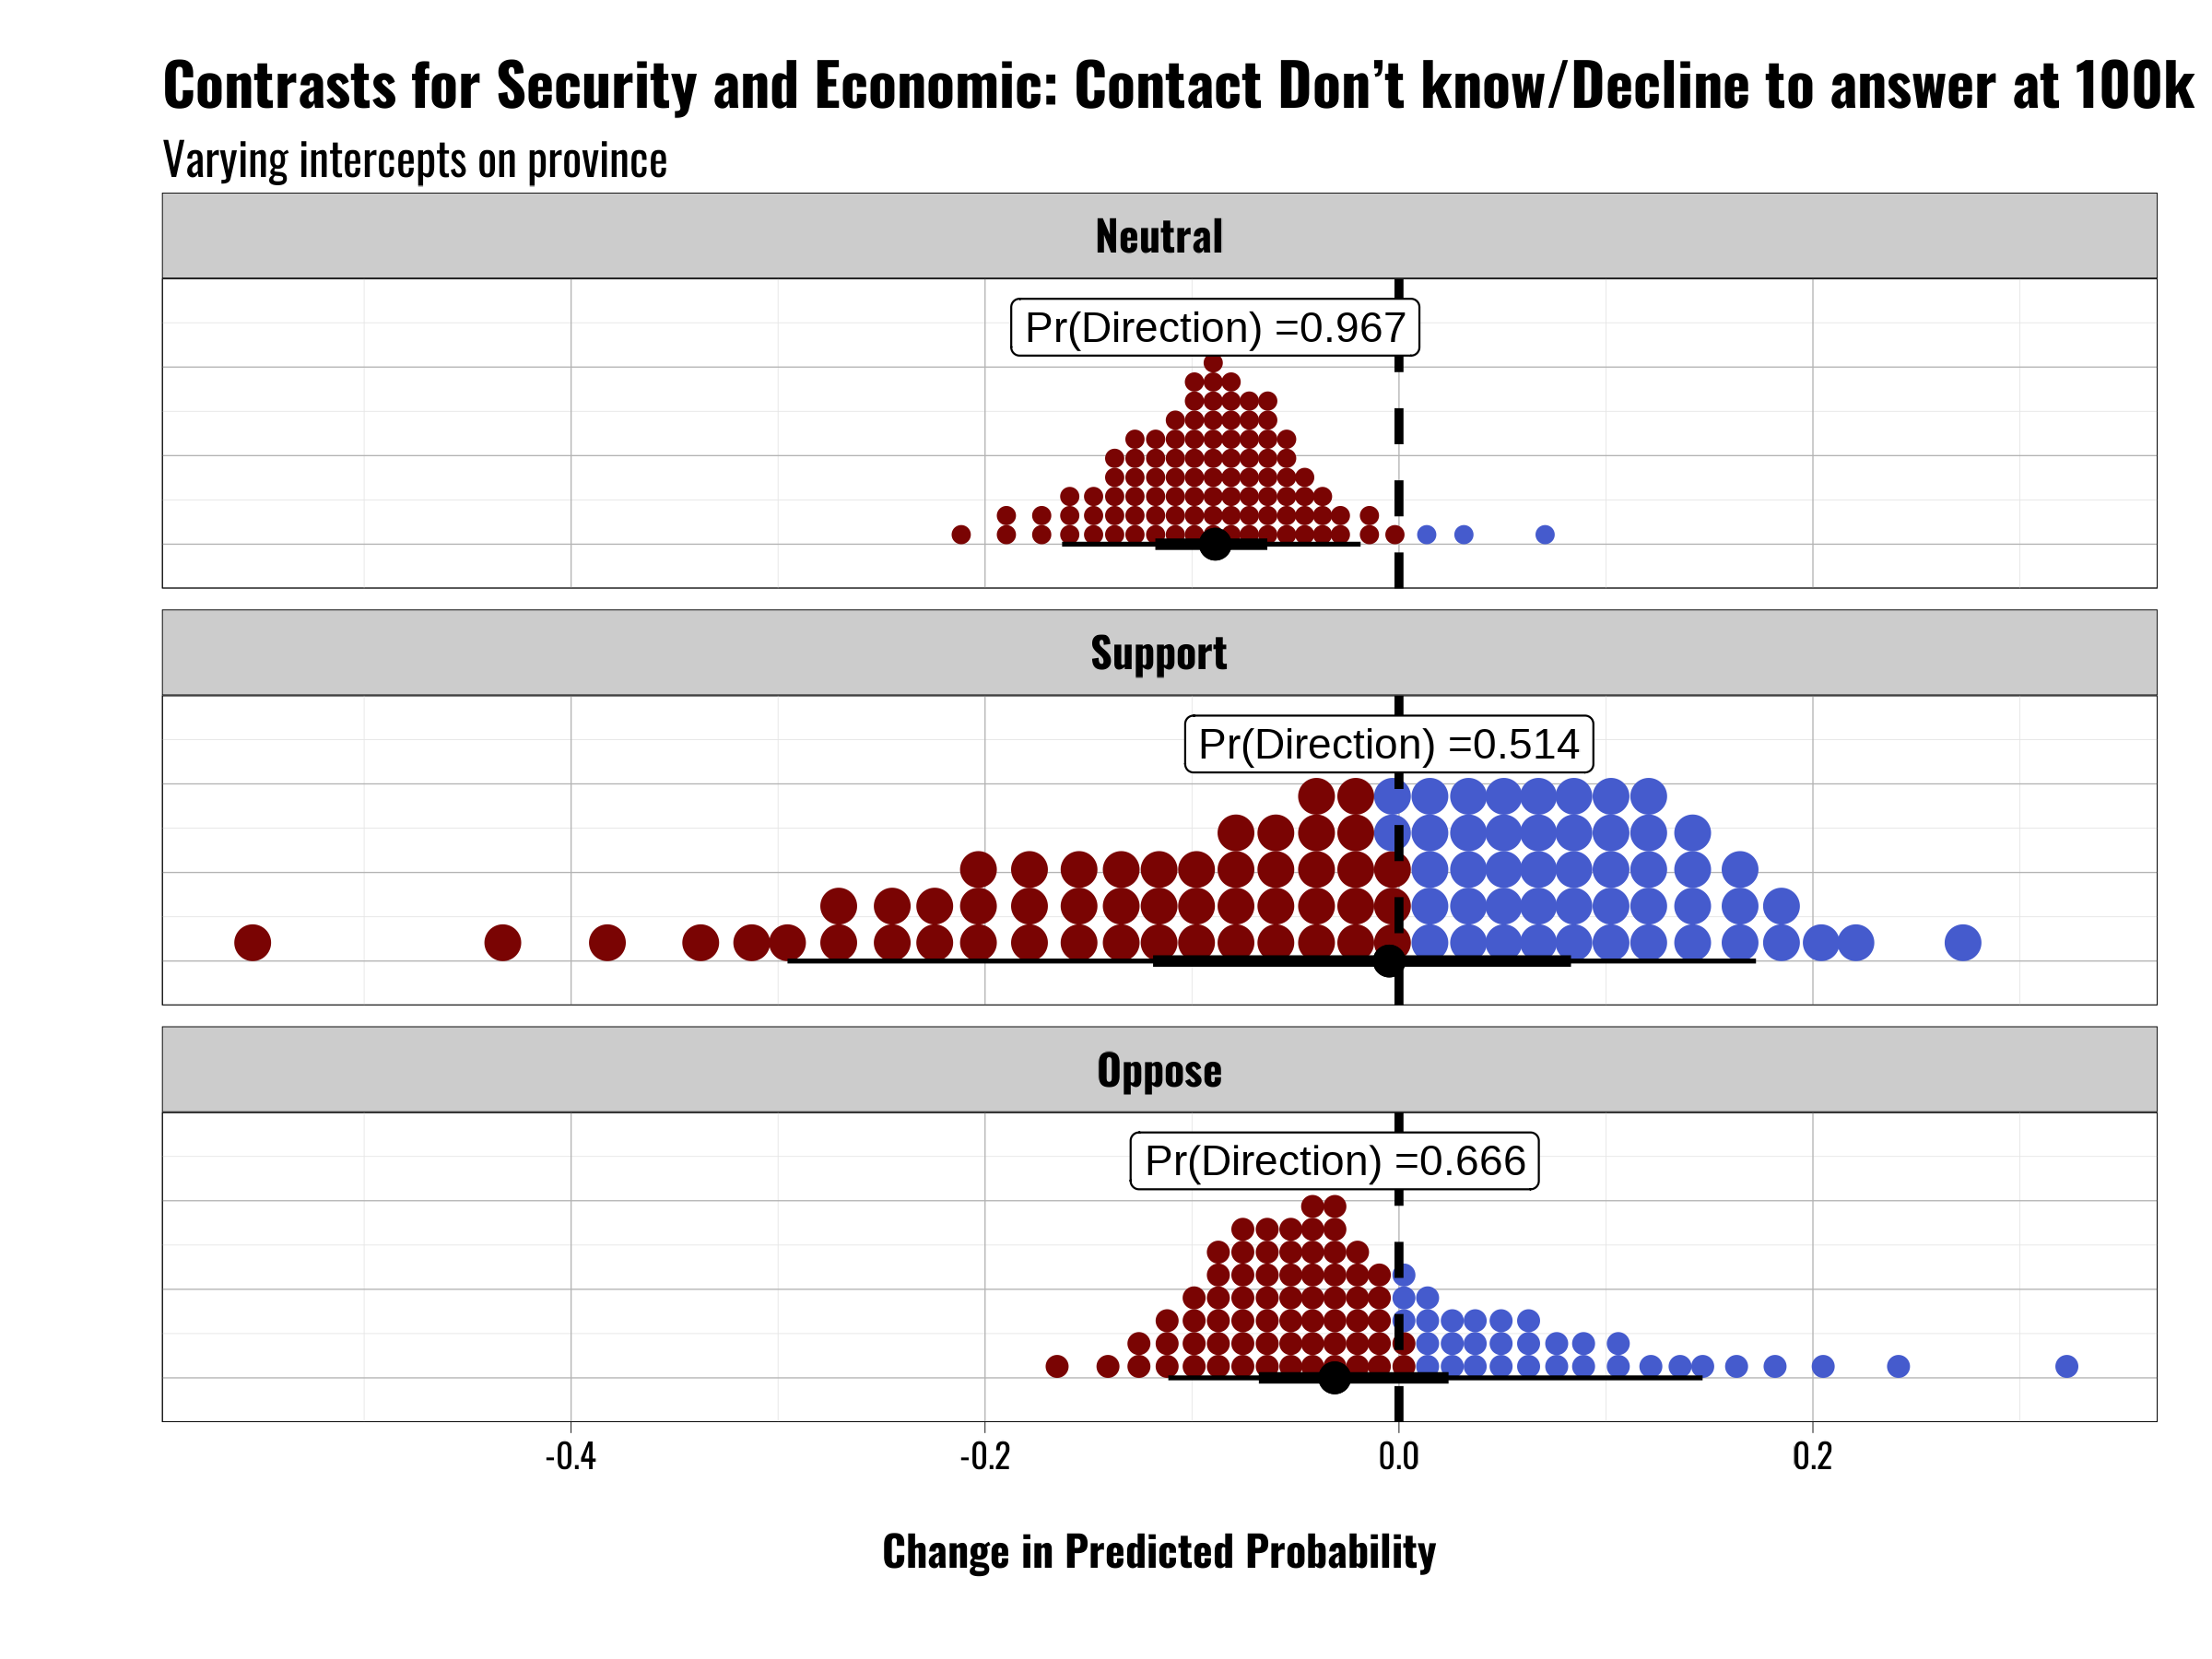 Contrasts for Security and Economic: Contact Don’t know/Decline to answer at 100k
Varying intercepts on province
Neutral
Pr(Direction) =0.967
Support
Pr(Direction) =0.514
Oppose
Pr(Direction) =0.666
-0.4 -0.2 0.0 0.2
Change in Predicted Probability